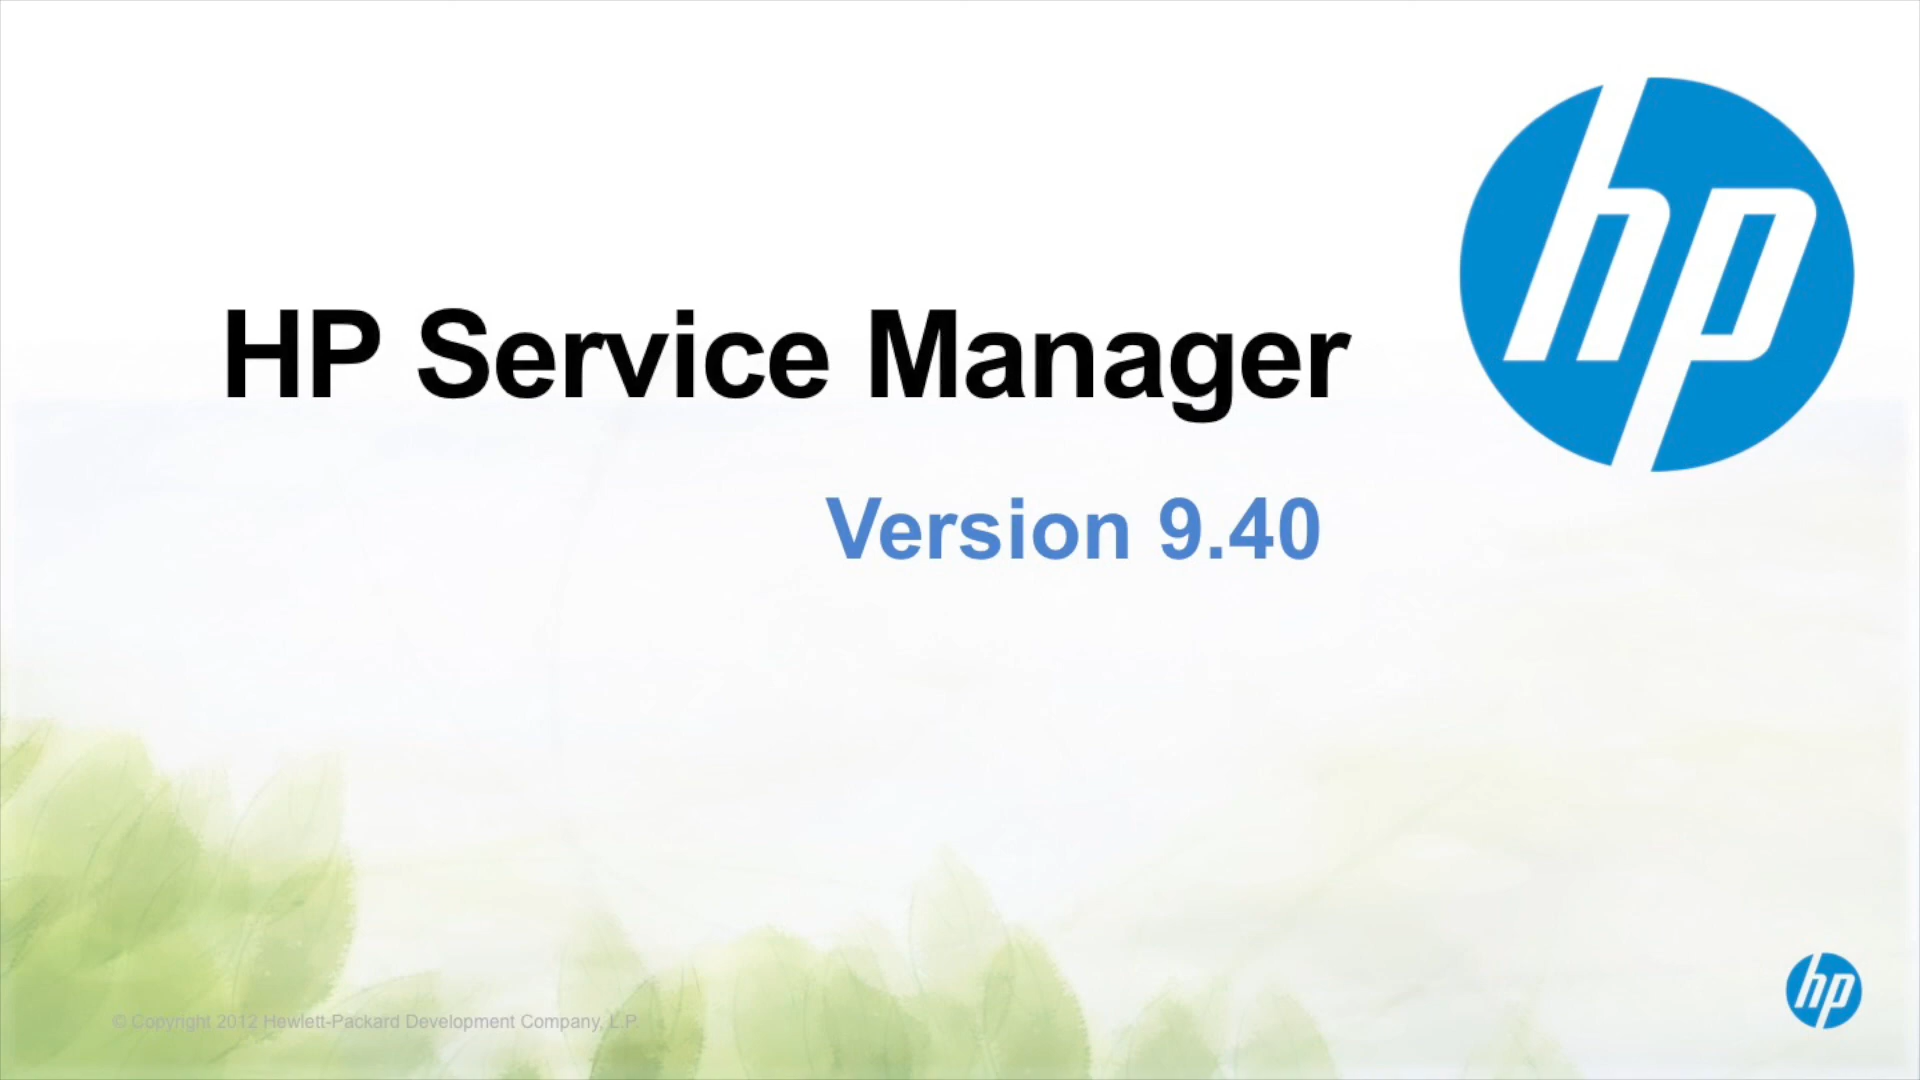 hp
HP Service Manager
Version 9.40
© Copyright 2012 Hewlett-Packard Development Company, L.P.
hp